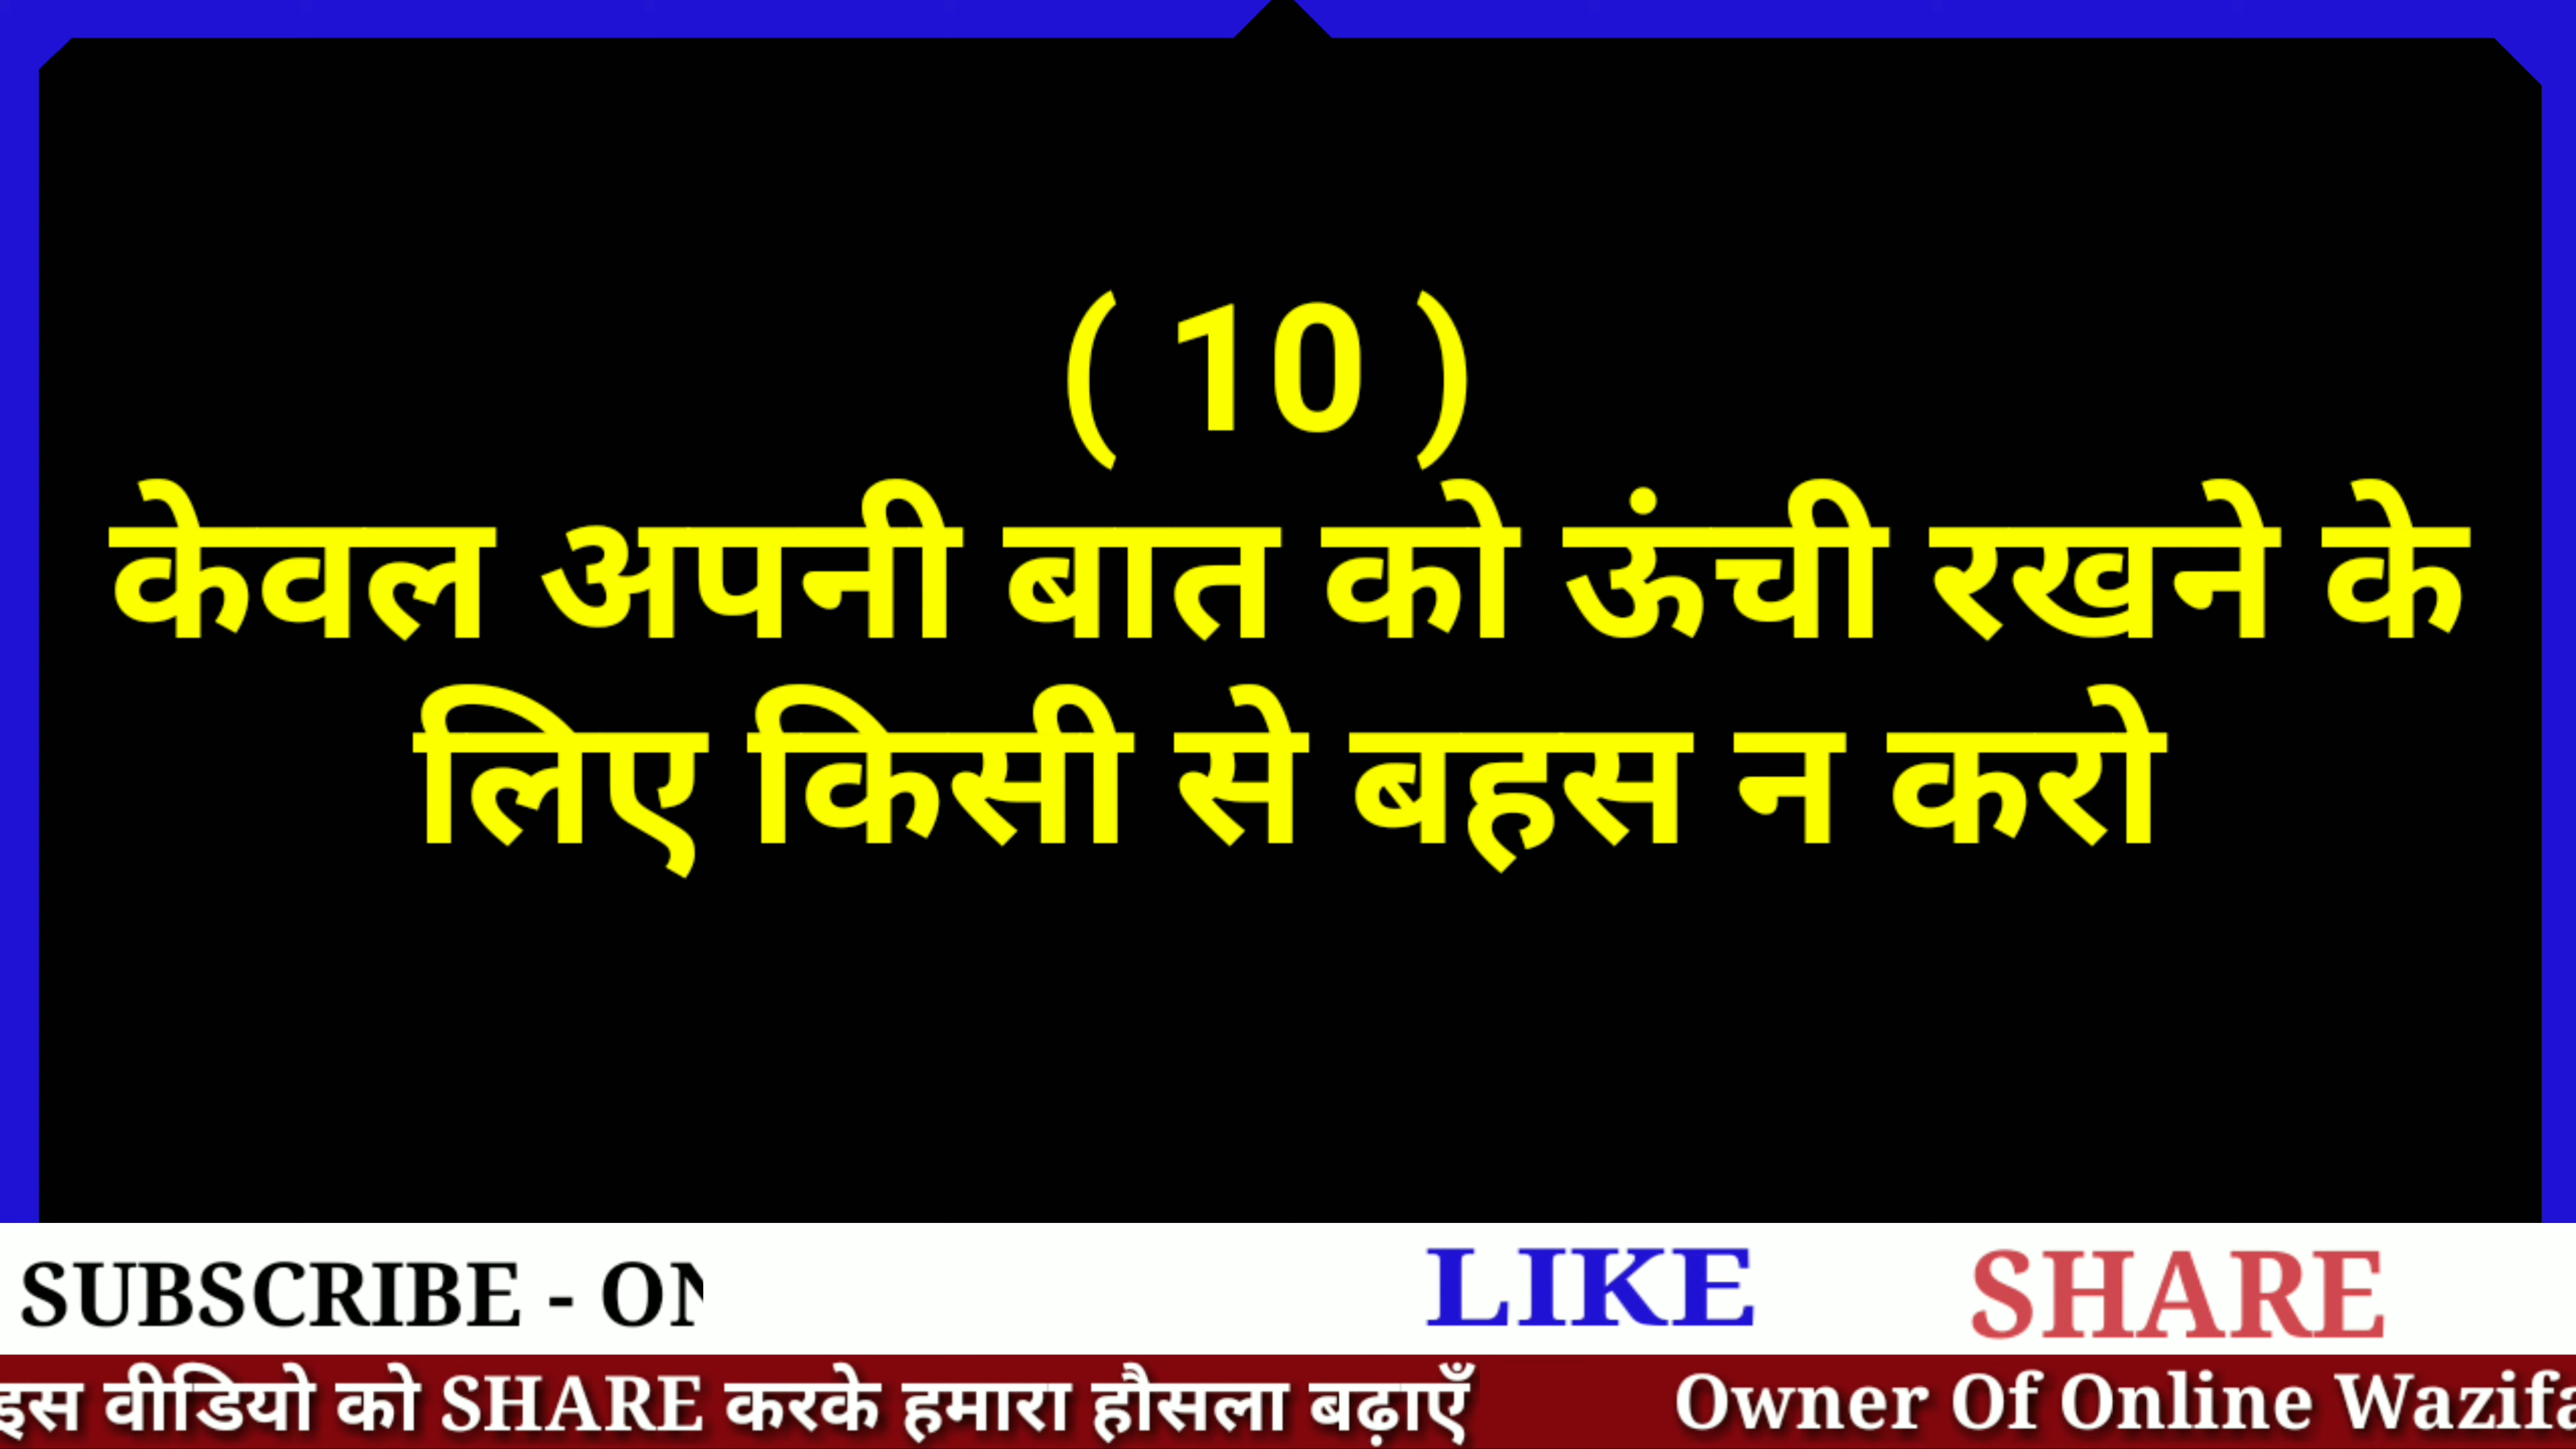 ( 10 )
केवल अपनी बात को ऊंची रखने के
लिए किसी से बहस न करो
SUBSCRIBE - ON
LIKE
SHARE
इस वीडियो को SHARE करके हमारा हौसला बढ़ाएँ
Owner Of Online Wazifa